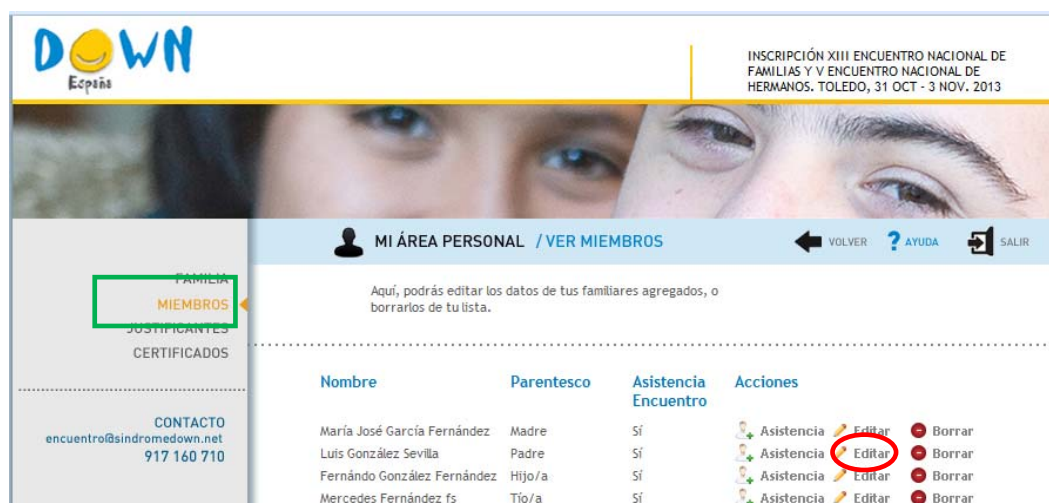 DOWN
España
INSCRIPCIÓN XIII ENCUENTRO NACIONAL DE
FAMILIAS Y V ENCUENTRO NACIONAL DE
HERMANOS. TOLEDO, 31 OCT - 3 NOV. 2013
MI ÁREA PERSONAL / VER MIEMBROS
VOLVER ? AYUDA SALIR
FAMILIA
MIEMBROS
JUSTIFICANTES
CERTIFICADOS
CONTACTO
encuentro@sindromedown.net
917 160 710
Aquí, podrás editar los datos de tus familiares agregados, o
borrarlos de tu lista.
Nombre Parentesco Asistencia Encuentro Acciones
María José García Fernández Madre Sí Asistencia Editar Borrar
Luis González Sevilla Padre Sí Asistencia Editar Borrar
Fernándo González Fernández Hijo/a Sí Asistencia Editar Borrar
Mercedes Fernández fs Tío/a Sí Asistencia Editar Borrar